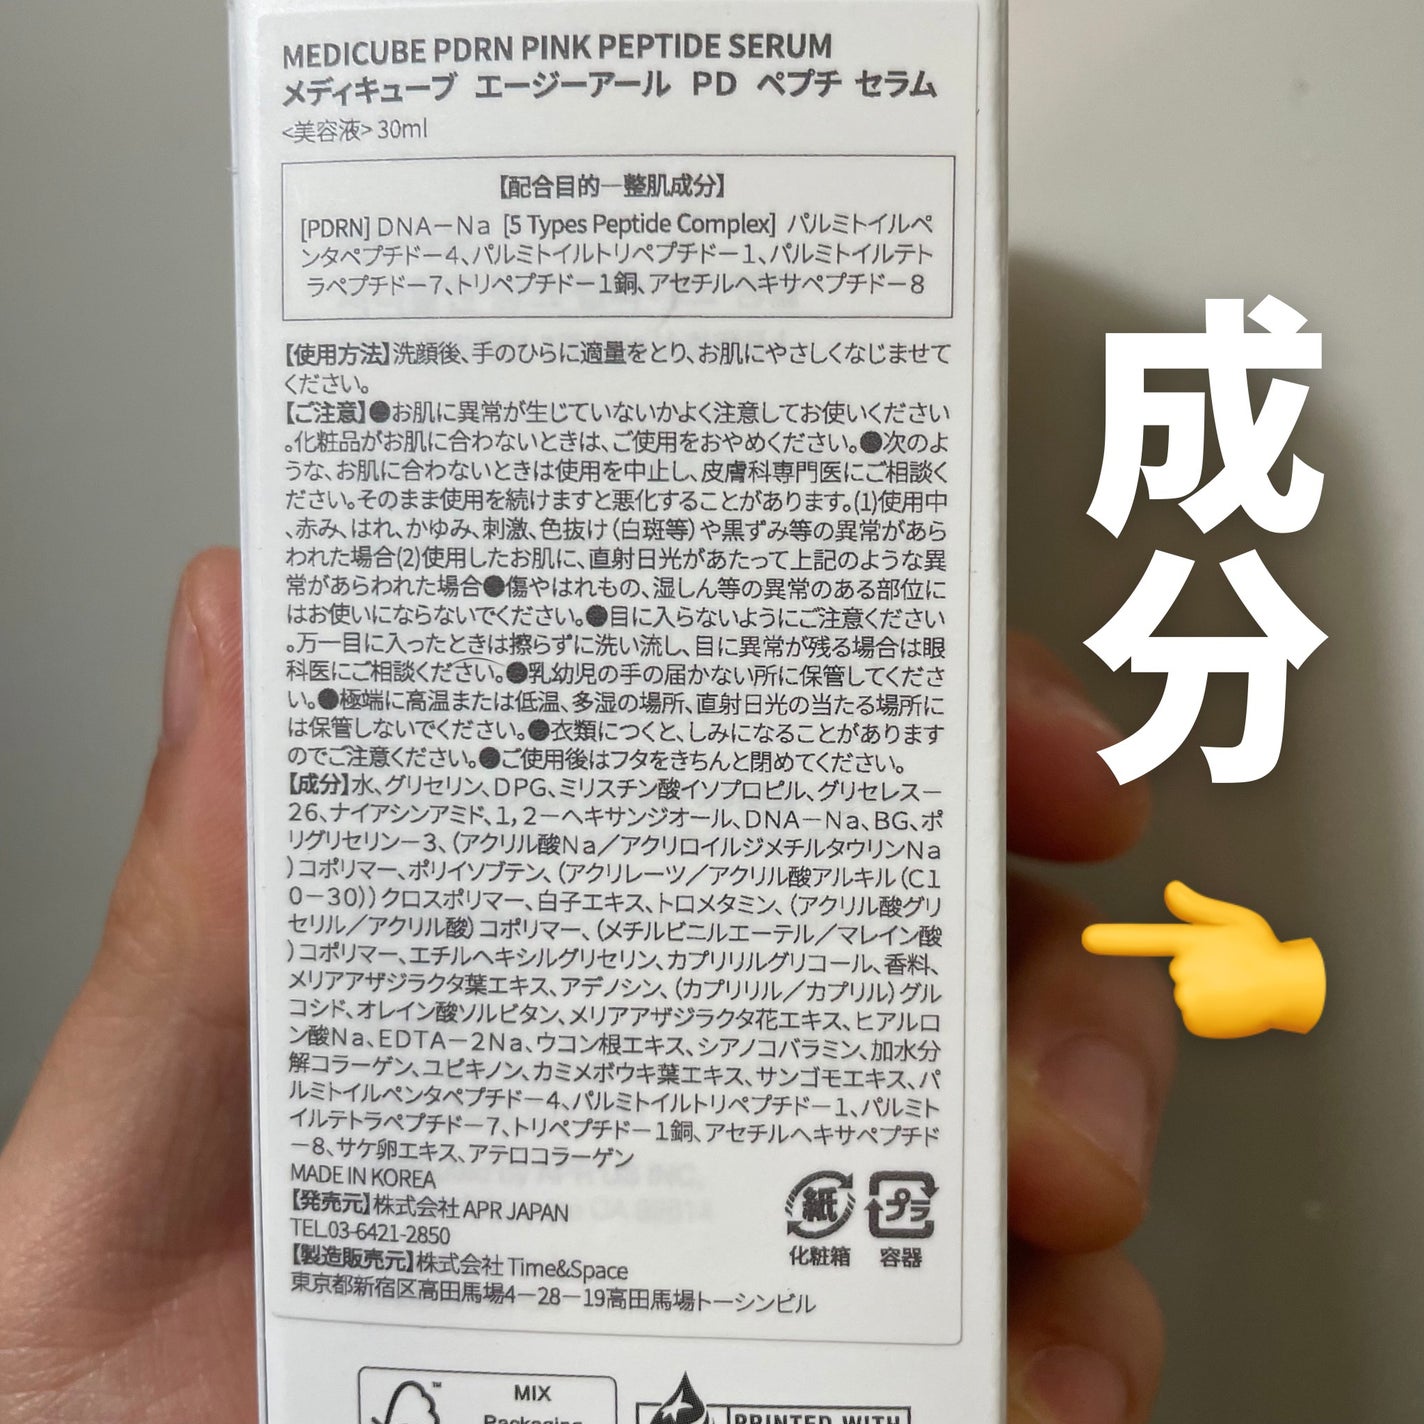 MEDICUBE PDRN PINK PEPTIDE SERUM
メディキューブ エージーアール PD ペプチ セラム
<美容液> 30ml
【配合目的―整肌成分】
[PDRN] DNA－Na [5 Types Peptide Complex] パルミトイルペ
ンタペプチドー4、パルミトイルトリペプチドー1、パルミトイルテト
ラペプチドー7、トリペプチドー1銅、アセチルヘキサペプチドー8
【使用方法】洗顔後、手のひらに適量をとり、お肌にやさしくなじませて
ください。
【ご注意】●お肌に異常が生じていないかよく注意してお使いください
。化粧品がお肌に合わないときは、ご使用をおやめください。●次のよ
うな、お肌に合わないときは使用を中止し、皮膚科専門医にご相談く
ださい。そのまま使用を続けますと悪化することがあります。(1)使用中
、赤み、はれ、かゆみ、刺激、色抜け（白斑等）や黒ずみ等の異常があら
われた場合(2)使用したお肌に、直射日光があたって上記のような異
常があらわれた場合●傷やはれもの、湿しん等の異常のある部位に
はお使いにならないでください。●目に入らないようにご注意ください
。万一目に入ったときは擦らずに洗い流し、目に異常が残る場合は眼
科医にご相談ください。●乳幼児の手の届かない所に保管してくださ
い。●極端に高温または低温、多湿の場所、直射日光の当たる場所に
は保管しないでください。●衣類につくと、しみになることがあります
のでご注意ください。●ご使用後はフタをきちんと閉めてください。
【成分】水、グリセリン、DPG、ミリスチン酸イソプロピル、グリセレスー
26、ナイアシンアミド、1，2－ヘキサンジオール、DNA－Na、BG、ポ
リグリセリン－3、（アクリル酸Na／アクリロイルジメチルタウリンNa
）コポリマー、ポリイソブテン、（アクリレーツ／アクリル酸アルキル（C1
0－30））クロスポリマー、白子エキス、トロメタミン、（アクリル酸グリ
セリル／アクリル酸）コポリマー、（メチルビニルエーテル／マレイン酸
）コポリマー、エチルヘキシルグリセリン、カプリリルグリコール、香料、
メリアアザジラクタ葉エキス、アデノシン、（カプリリル／カプリル）グル
コシド、オレイン酸ソルビタン、メリアアザジラクタ花エキス、ヒアルロ
ン酸Na、EDTA－2Na、ウコン根エキス、シアノコバラミン、加水分
解コラーゲン、ユビキノン、カミメボウキ葉エキス、サンゴモエキス、パ
ルミトイルペンタペプチドー4、パルミトイルトリペプチドー1、パルミト
イルテトラペプチドー7、トリペプチドー1銅、アセチルヘキサペプチド
－8、サケ卵エキス、アテロコラーゲン
MADE IN KOREA
【発売元】株式会社 APR JAPAN
TEL.03-6421-2850
【製造販売元】株式会社 Time&Space
東京都新宿区高田馬場4－28－19高田馬場トーシンビル
紙
化粧箱
プラ
容器
MIX
Packaging
PRINTED WITH
成分